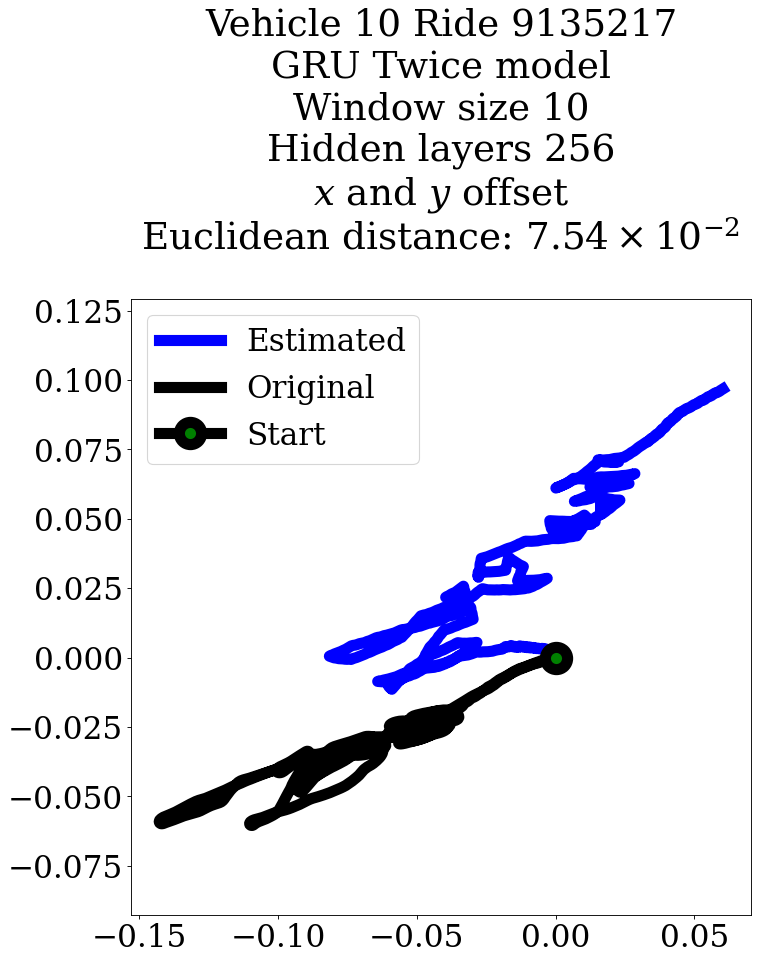 Vehicle 10 Ride 9135217
GRU Twice model
Window size 10
Hidden layers 256
x and y offset
Euclidean distance: 7.54 × 10⁻²
0.125
0.100
0.075
0.050
0.025
0.000
−0.025
−0.050
−0.075
Estimated
Original
Start
−0.15 −0.10 −0.05 0.00 0.05